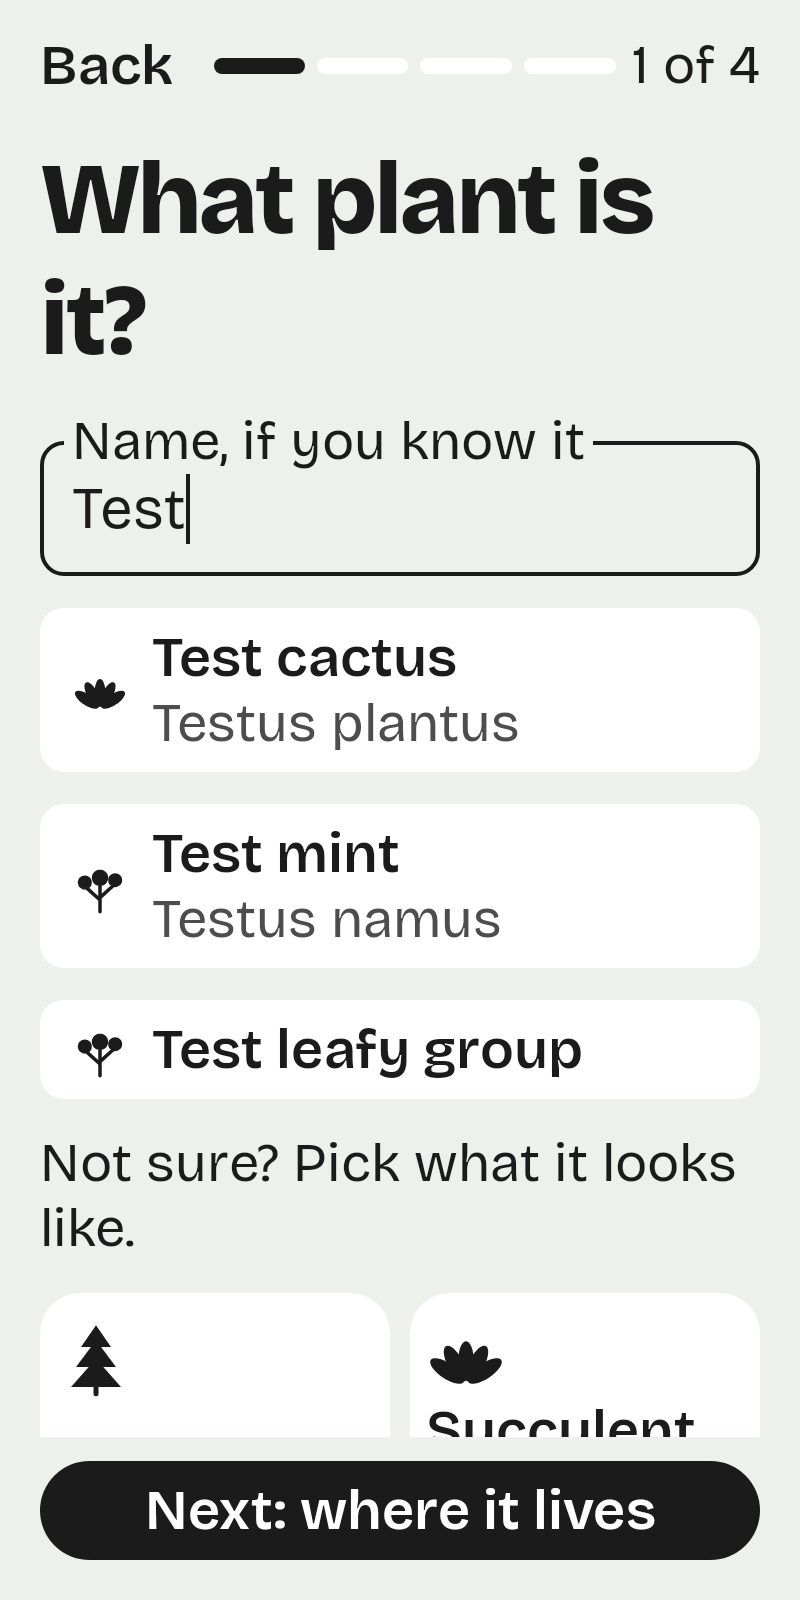 Back
1 of 4
What plant is
it?
Name, if you know it
Test
Test cactus
Testus plantus
Test mint
Testus namus
Test leafy group
Not sure? Pick what it looks
like.
Succulent
Next: where it lives